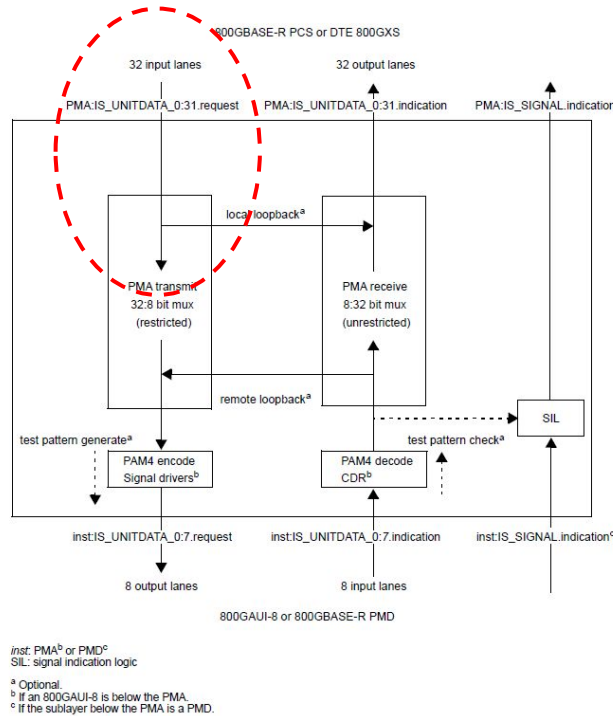 800GBASE-R PCS or DTE 800GXS
32 input lanes
32 output lanes
PMA:IS_UNITDATA_0:31.request
PMA:IS_UNITDATA_0:31.indication
PMA:IS_SIGNAL.indication
local loopbackᵃ
PMA transmit
32:8 bit mux
(restricted)
PMA receive
8:32 bit mux
(unrestricted)
remote loopbackᵃ
SIL
test pattern generateᵃ
test pattern checkᵃ
PAM4 encode
Signal driversᵇ
PAM4 decode
CDRᵇ
inst:IS_UNITDATA_0:7.request
inst:IS_UNITDATA_0:7.indication
inst:IS_SIGNAL.indicationᶜ
8 output lanes
8 input lanes
800GAUI-8 or 800GBASE-R PMD
inst: PMAᵇ or PMDᶜ
SIL: signal indication logic
ᵃ Optional.
ᵇ If an 800GAUI-8 is below the PMA.
ᶜ If the sublayer below the PMA is a PMD.